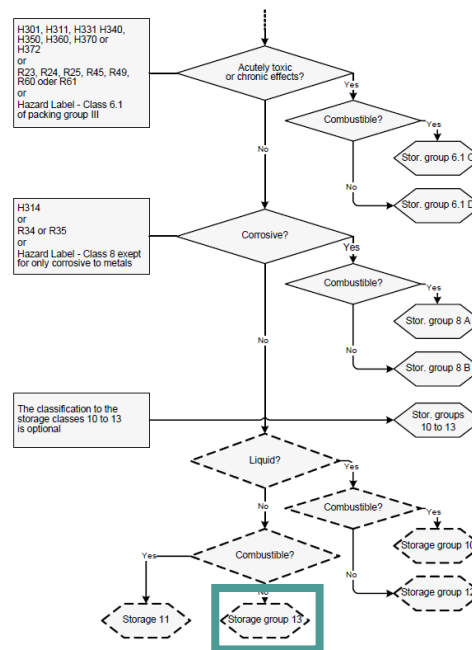 H301, H311, H331 H340,
H350, H360, H370 or
H372
or
R23, R24, R25, R45, R49,
R60 oder R61
or
Hazard Label - Class 6.1
of packing group III
Acutely toxic
or chronic effects?
Yes
Combustible?
Yes
Stor. group 6.1 C
No
No
Stor. group 6.1 D
H314
or
R34 or R35
or
Hazard Label - Class 8 exept
for only corrosive to metals
Corrosive?
Yes
Combustible?
Yes
Stor. group 8 A
No
No
Stor. group 8 B
The classification to the
storage classes 10 to 13
is optional
Stor. groups
10 to 13
Liquid?
Yes
Combustible?
No
Yes
Storage group 10
Combustible?
Yes
No
Storage group 12
No
Storage 11
Storage group 13